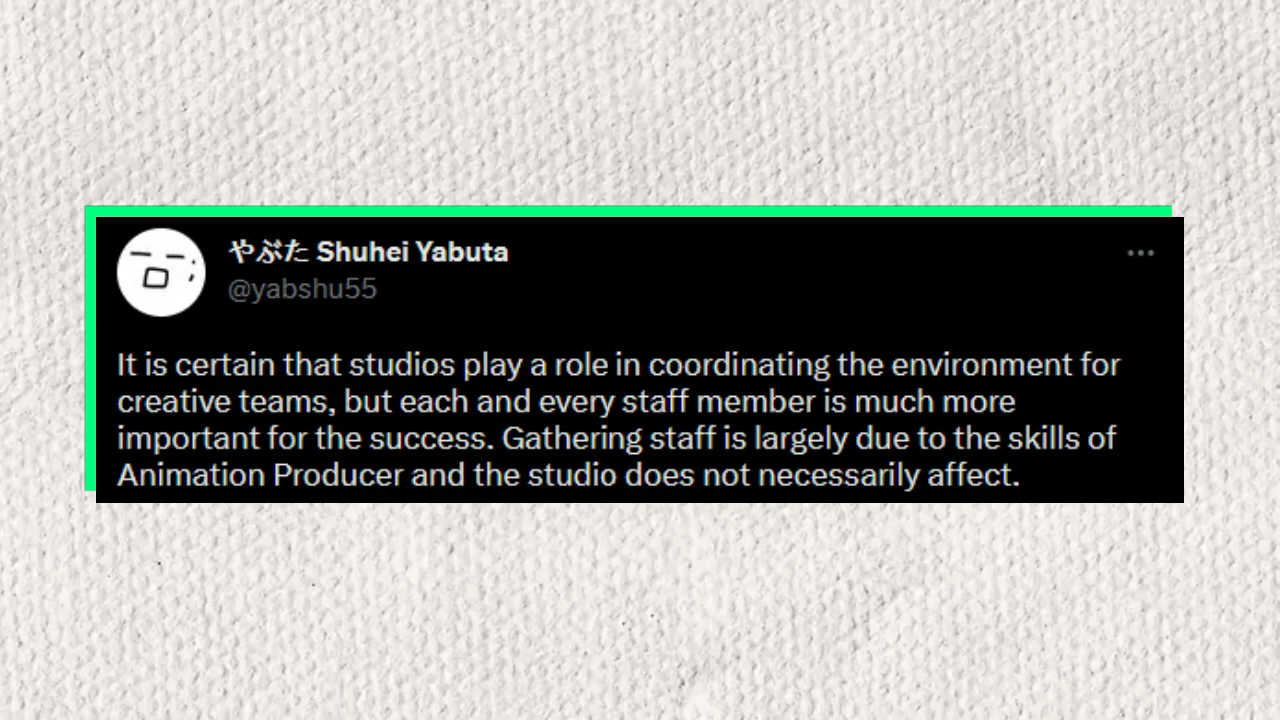 やぶた Shuhei Yabuta
@yabshu55
It is certain that studios play a role in coordinating the environment for
creative teams, but each and every staff member is much more
important for the success. Gathering staff is largely due to the skills of
Animation Producer and the studio does not necessarily affect.